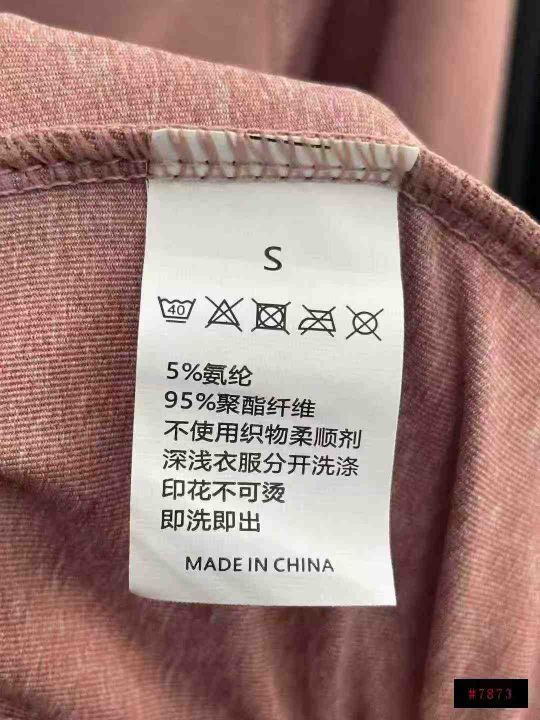 S
40
5%氨纶
95%聚酯纤维
不使用织物柔顺剂
深浅衣服分开洗涤
印花不可烫
即洗即出
MADE IN CHINA
#7873